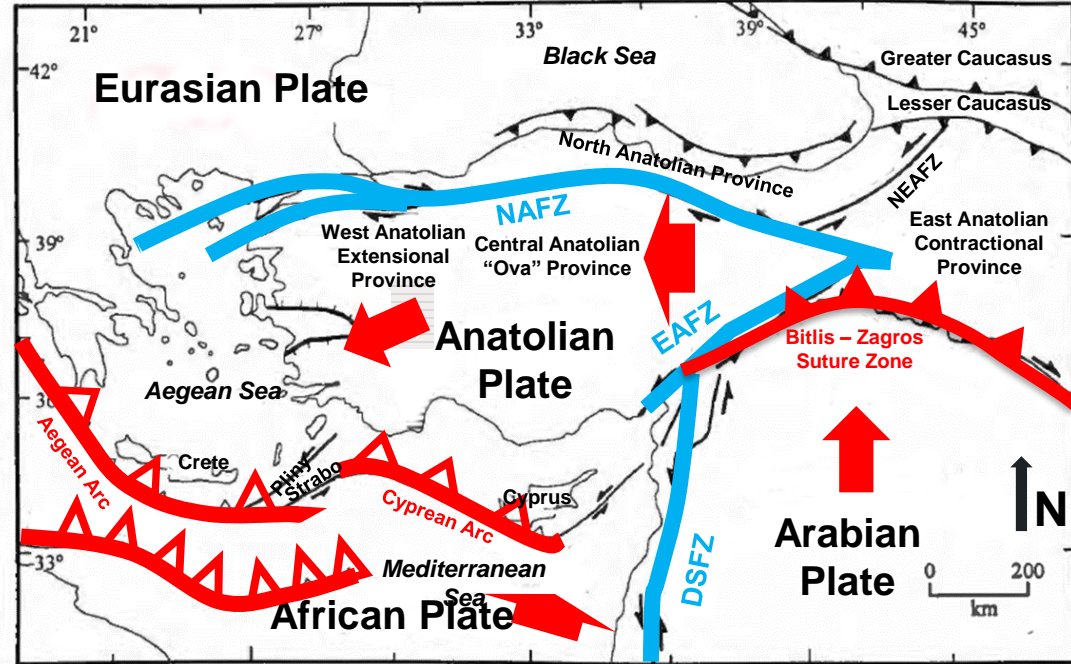 21°
27°
33°
39°
45°
42°
Black Sea
Greater Caucasus
Eurasian Plate
Lesser Caucasus
North Anatolian Province
NEAFZ
NAFZ
39°
West Anatolian
Extensional
Province
Central Anatolian
“Ova” Province
East Anatolian
Contractional
Province
EAFZ
Anatolian
Plate
Bitlis – Zagros
Suture Zone
Aegean Sea
36°
Aegean Arc
Crete
Pliny
Strabo
Cyprean Arc
Cyprus
N
Arabian
Plate
33°
Mediterranean
Sea
DSFZ
0 200
km
African Plate